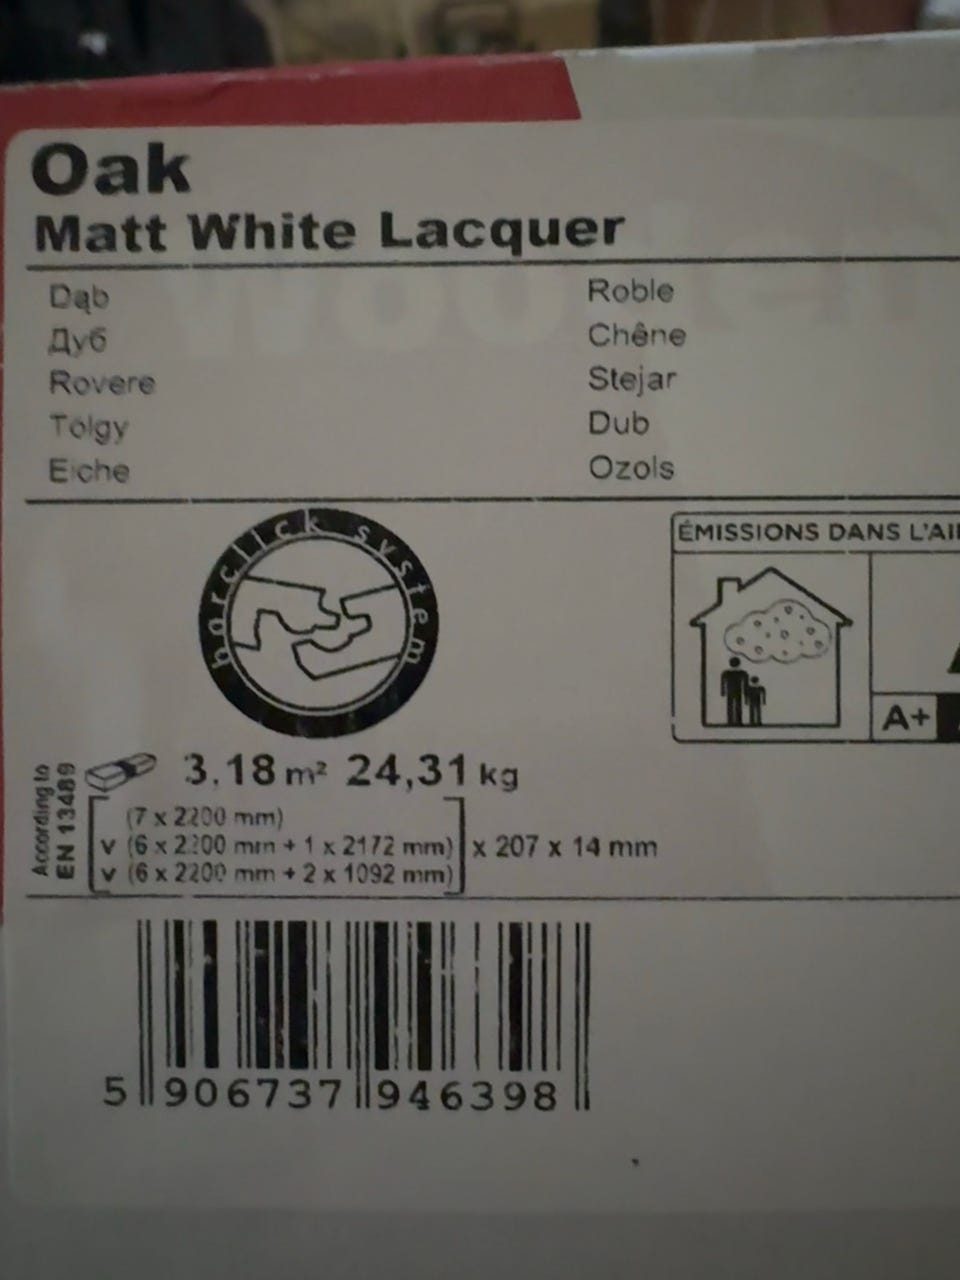 Oak
Matt White Lacquer
Dąb
Дуб
Rovere
Tölgy
Eiche
Roble
Chêne
Stejar
Dub
Ozols
barclick system
ÉMISSIONS DANS L'AI
A+
According to
EN 13489
3,18 m² 24,31 kg
(7 x 2200 mm)
v (6 x 2200 mm + 1 x 2172 mm) x 207 x 14 mm
v (6 x 2200 mm + 2 x 1092 mm)
5 906737 946398